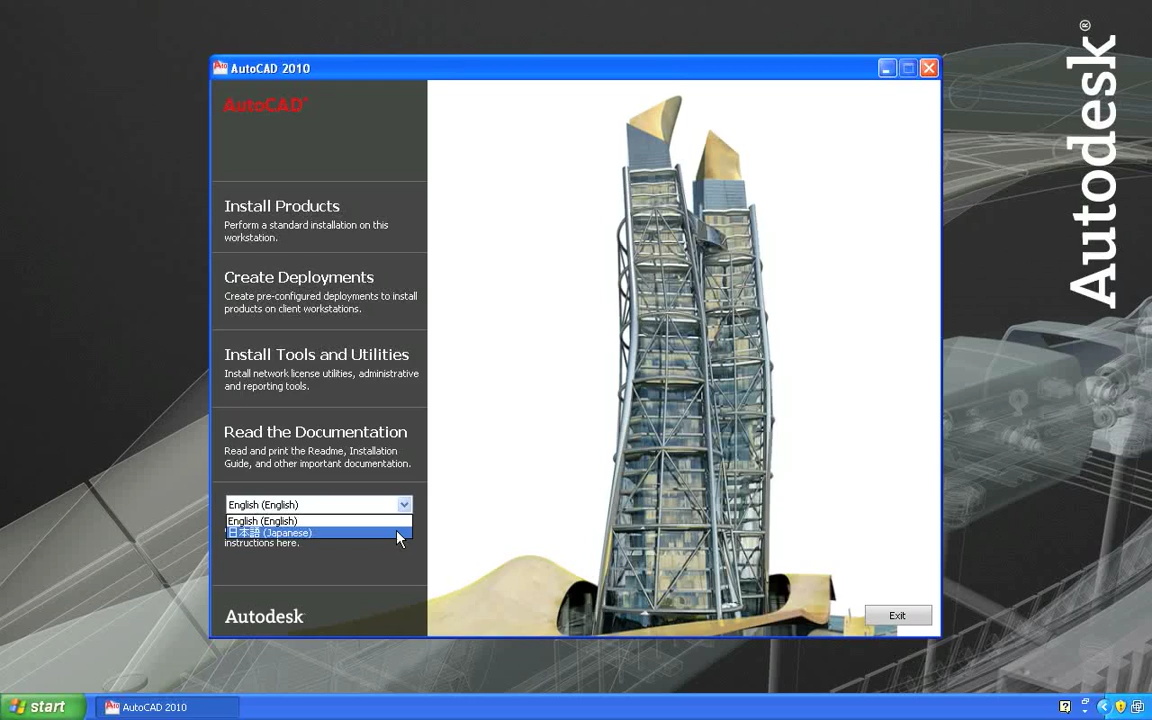 AutoCAD 2010
AutoCAD®
Install Products
Perform a standard installation on this
workstation.
Create Deployments
Create pre-configured deployments to install
products on client workstations.
Install Tools and Utilities
Install network license utilities, administrative
and reporting tools.
Read the Documentation
Read and print the Readme, Installation
Guide, and other important documentation.
English (English)
English (English)
日本語 (Japanese)
instructions here.
Autodesk
Exit
Autodesk®
start
AutoCAD 2010